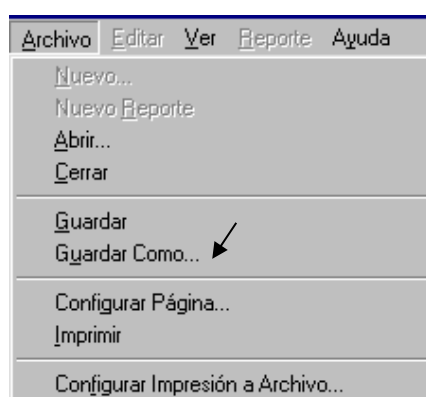 Archivo Editar Ver Reporte Ayuda
Nuevo...
Nuevo Reporte
Abrir...
Cerrar
Guardar
Guardar Como...
Configurar Página...
Imprimir
Configurar Impresión a Archivo...